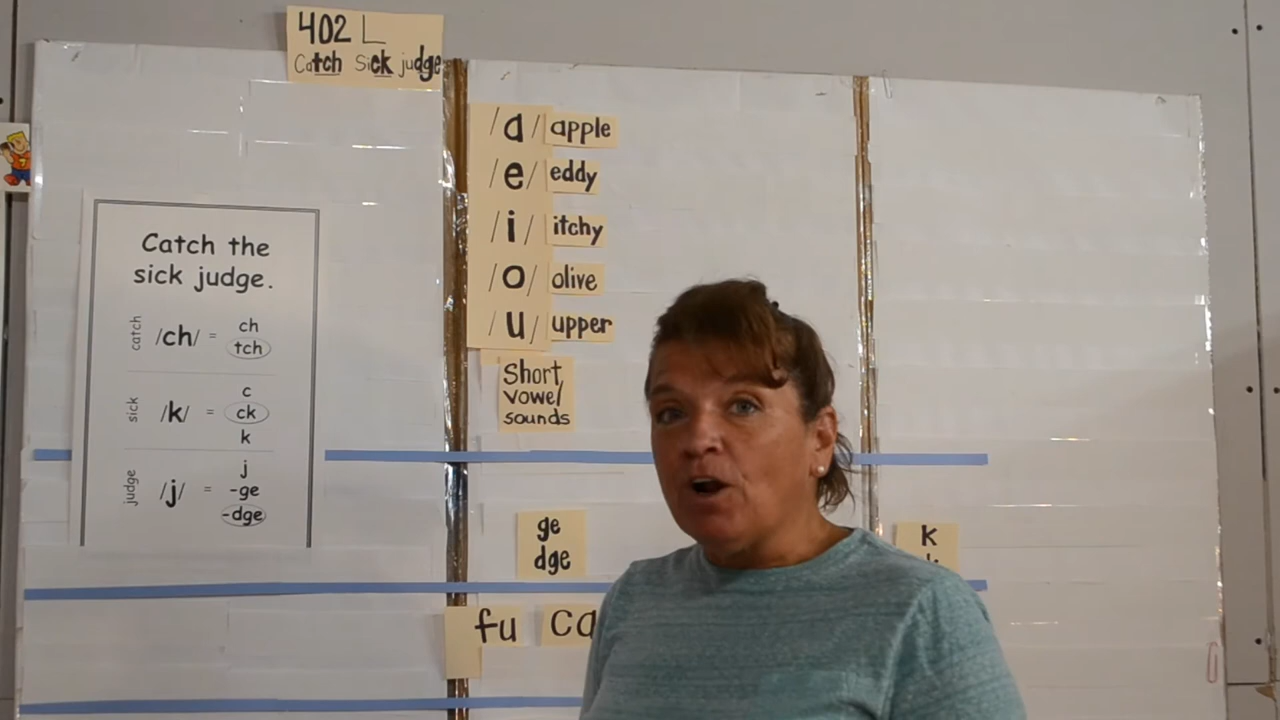 402 L
Catch Sick judge
Catch the
sick judge.
catch /ch/ = ch
tch
sick /k/ = c
ck
k
judge /j/ = j
-ge
-dge
/a/ apple
/e/ eddy
/i/ itchy
/o/ olive
/u/ upper
Short
vowel
sounds
ge
dge
k
fu ca